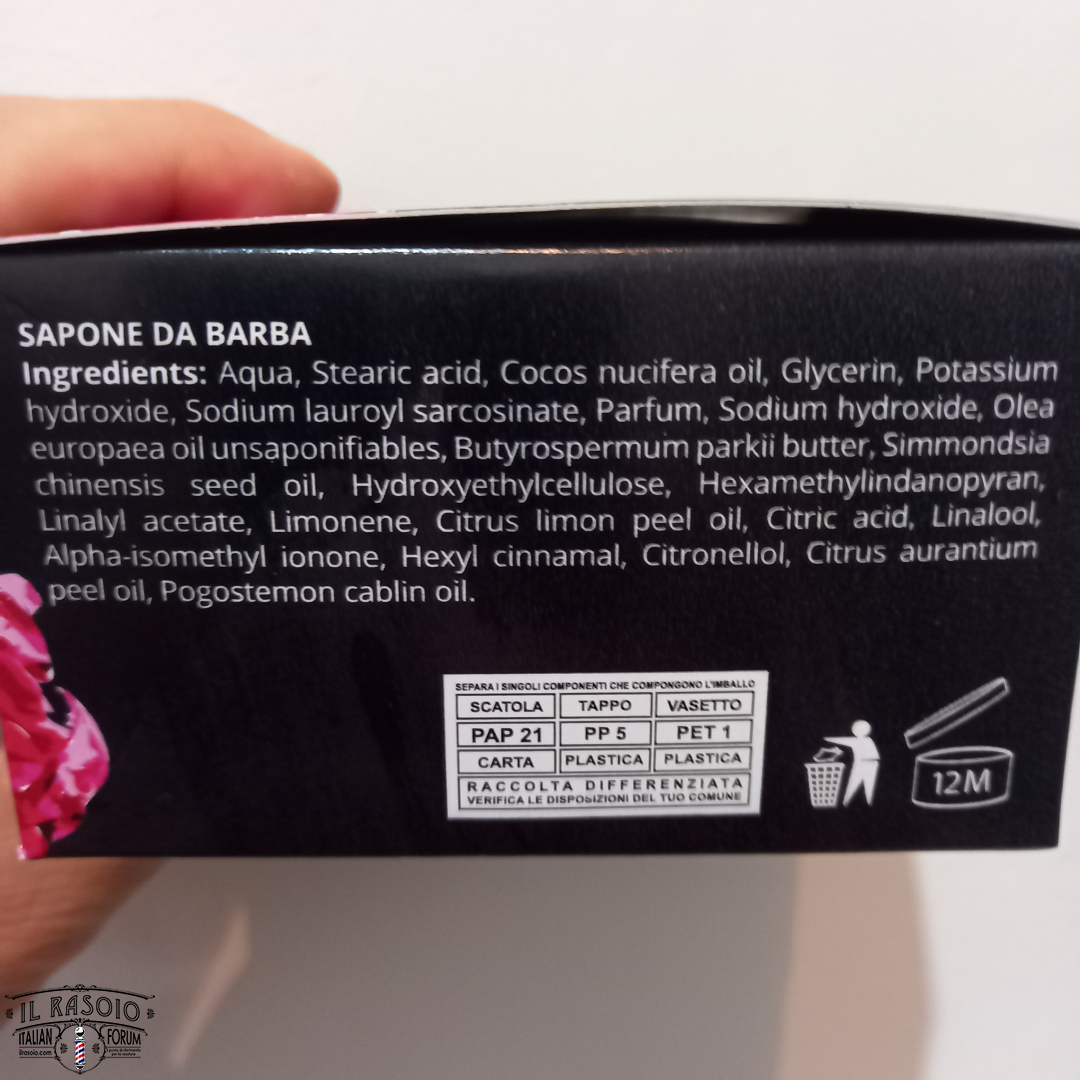 SAPONE DA BARBA
Ingredients: Aqua, Stearic acid, Cocos nucifera oil, Glycerin, Potassium
hydroxide, Sodium lauroyl sarcosinate, Parfum, Sodium hydroxide, Olea
europaea oil unsaponifiables, Butyrospermum parkii butter, Simmondsia
chinensis seed oil, Hydroxyethylcellulose, Hexamethylindanopyran,
Linalyl acetate, Limonene, Citrus limon peel oil, Citric acid, Linalool,
Alpha-isomethyl ionone, Hexyl cinnamal, Citronellol, Citrus aurantium
peel oil, Pogostemon cablin oil.
SEPARA I SINGOLI COMPONENTI CHE COMPONGONO L'IMBALLO
SCATOLA TAPPO VASETTO
PAP 21 PP 5 PET 1
CARTA PLASTICA PLASTICA
RACCOLTA DIFFERENZIATA
VERIFICA LE DISPOSIZIONI DEL TUO COMUNE
12M
IL RASOIO
ITALIAN FORUM
ilrasoio.com